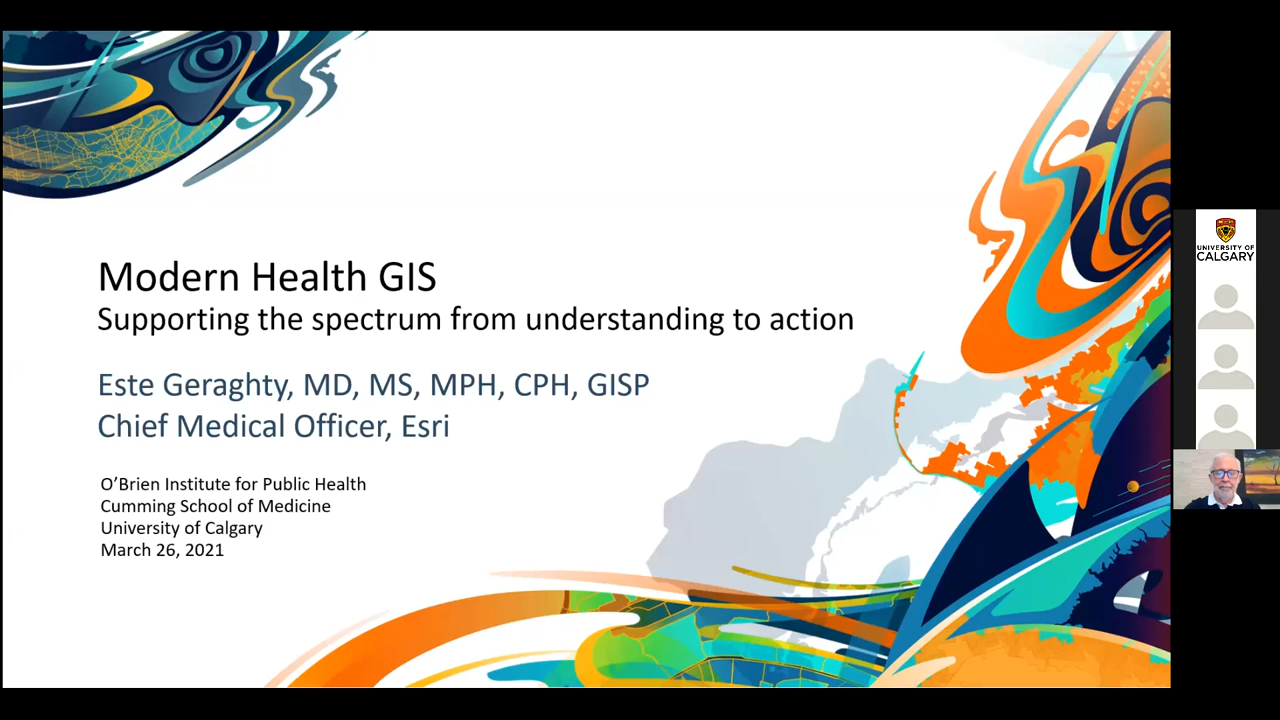 Modern Health GIS
Supporting the spectrum from understanding to action
Este Geraghty, MD, MS, MPH, CPH, GISP
Chief Medical Officer, Esri
O’Brien Institute for Public Health
Cumming School of Medicine
University of Calgary
March 26, 2021
UNIVERSITY OF
CALGARY